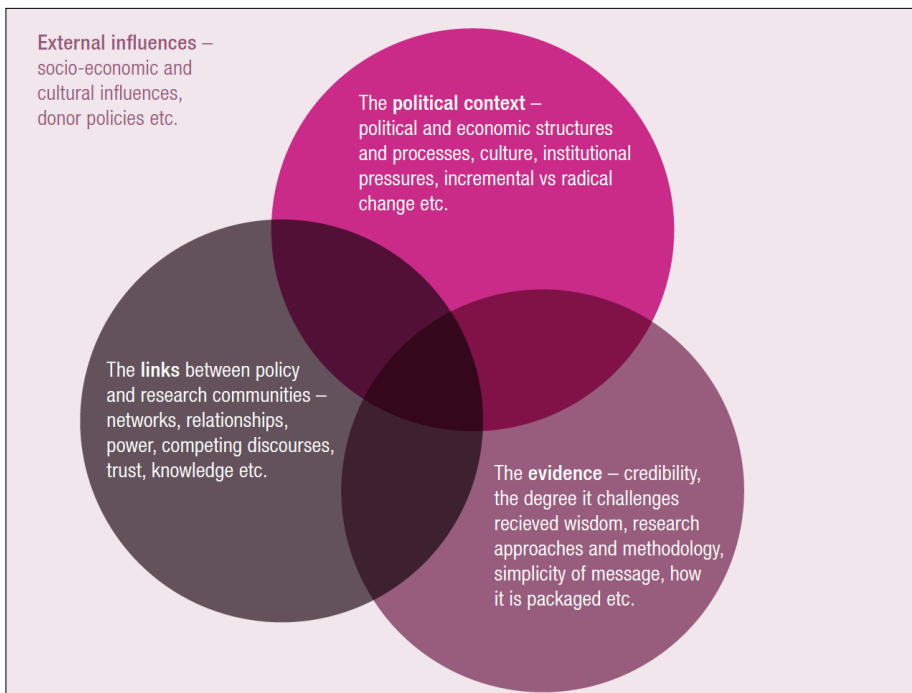 External influences –
socio-economic and
cultural influences,
donor policies etc.
The political context –
political and economic structures
and processes, culture, institutional
pressures, incremental vs radical
change etc.
The links between policy
and research communities –
networks, relationships,
power, competing discourses,
trust, knowledge etc.
The evidence – credibility,
the degree it challenges
recieved wisdom, research
approaches and methodology,
simplicity of message, how
it is packaged etc.